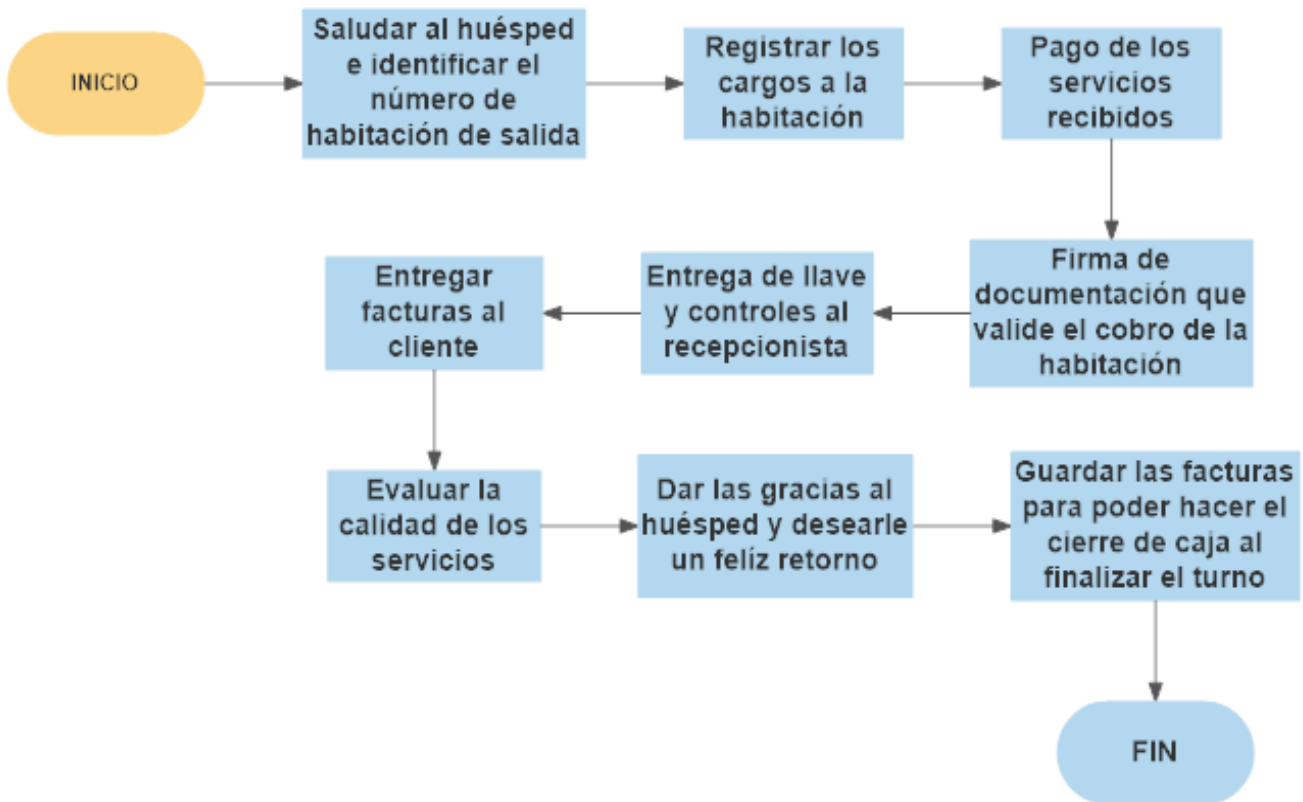 INICIO
Saludar al huésped
e identificar el
número de
habitación de salida
Registrar los
cargos a la
habitación
Pago de los
servicios
recibidos
Firma de
documentación que
valide el cobro de la
habitación
Entrega de llave
y controles al
recepcionista
Entregar
facturas al
cliente
Evaluar la
calidad de los
servicios
Dar las gracias al
huésped y desearle
un felíz retorno
Guardar las facturas
para poder hacer el
cierre de caja al
finalizar el turno
FIN